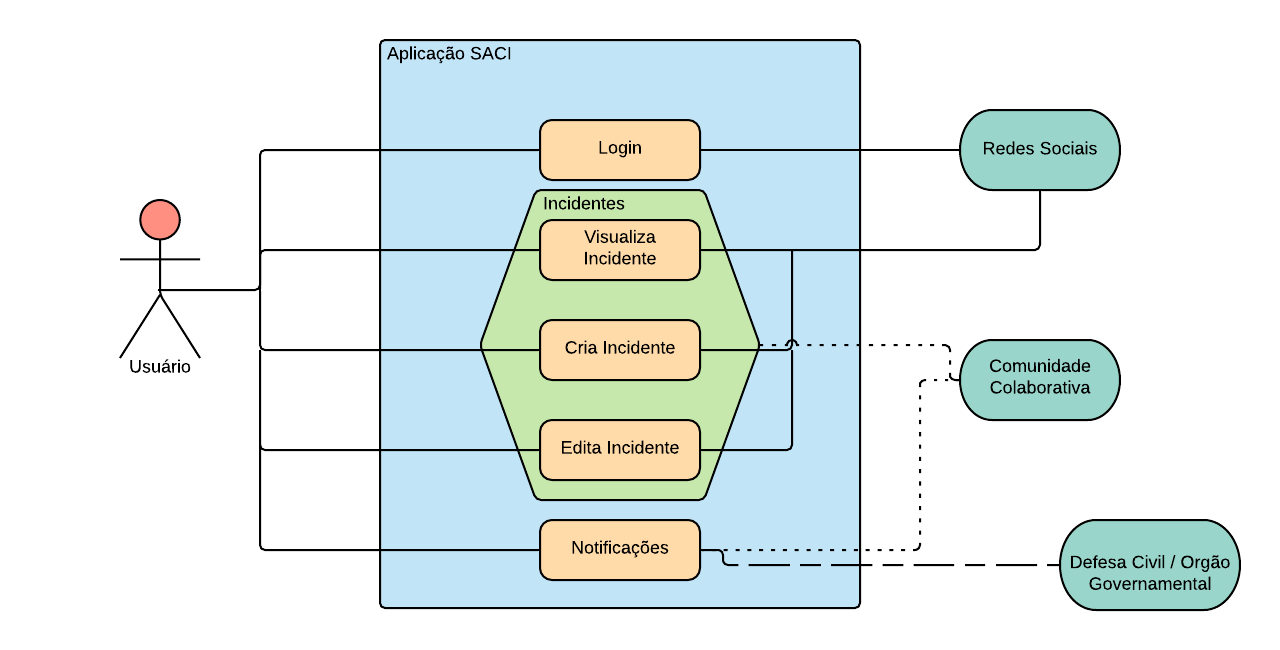 Aplicação SACI
Login
Redes Sociais
Incidentes
Visualiza
Incidente
Cria Incidente
Usuário
Comunidade
Colaborativa
Edita Incidente
Notificações
Defesa Civil / Orgão
Governamental